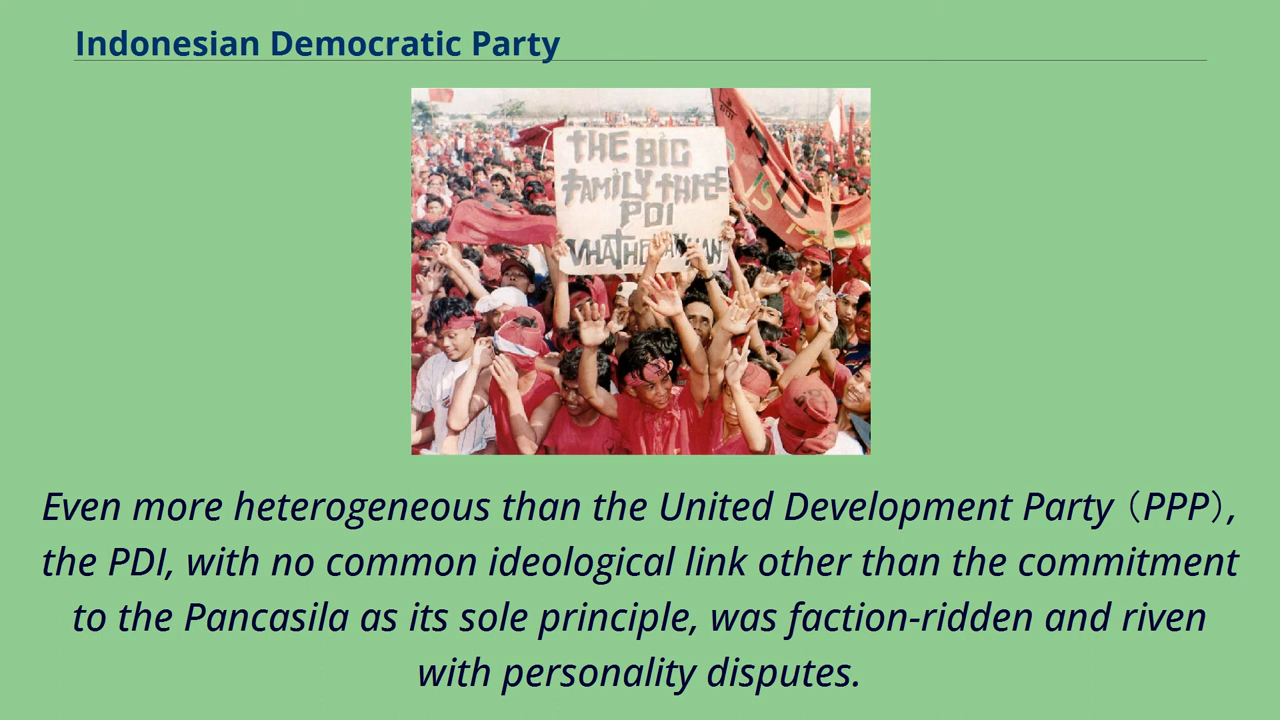 Indonesian Democratic Party
THE BIG
FAMILY THREE
PDI
Even more heterogeneous than the United Development Party （PPP）,
the PDI, with no common ideological link other than the commitment
to the Pancasila as its sole principle, was faction-ridden and riven
with personality disputes.